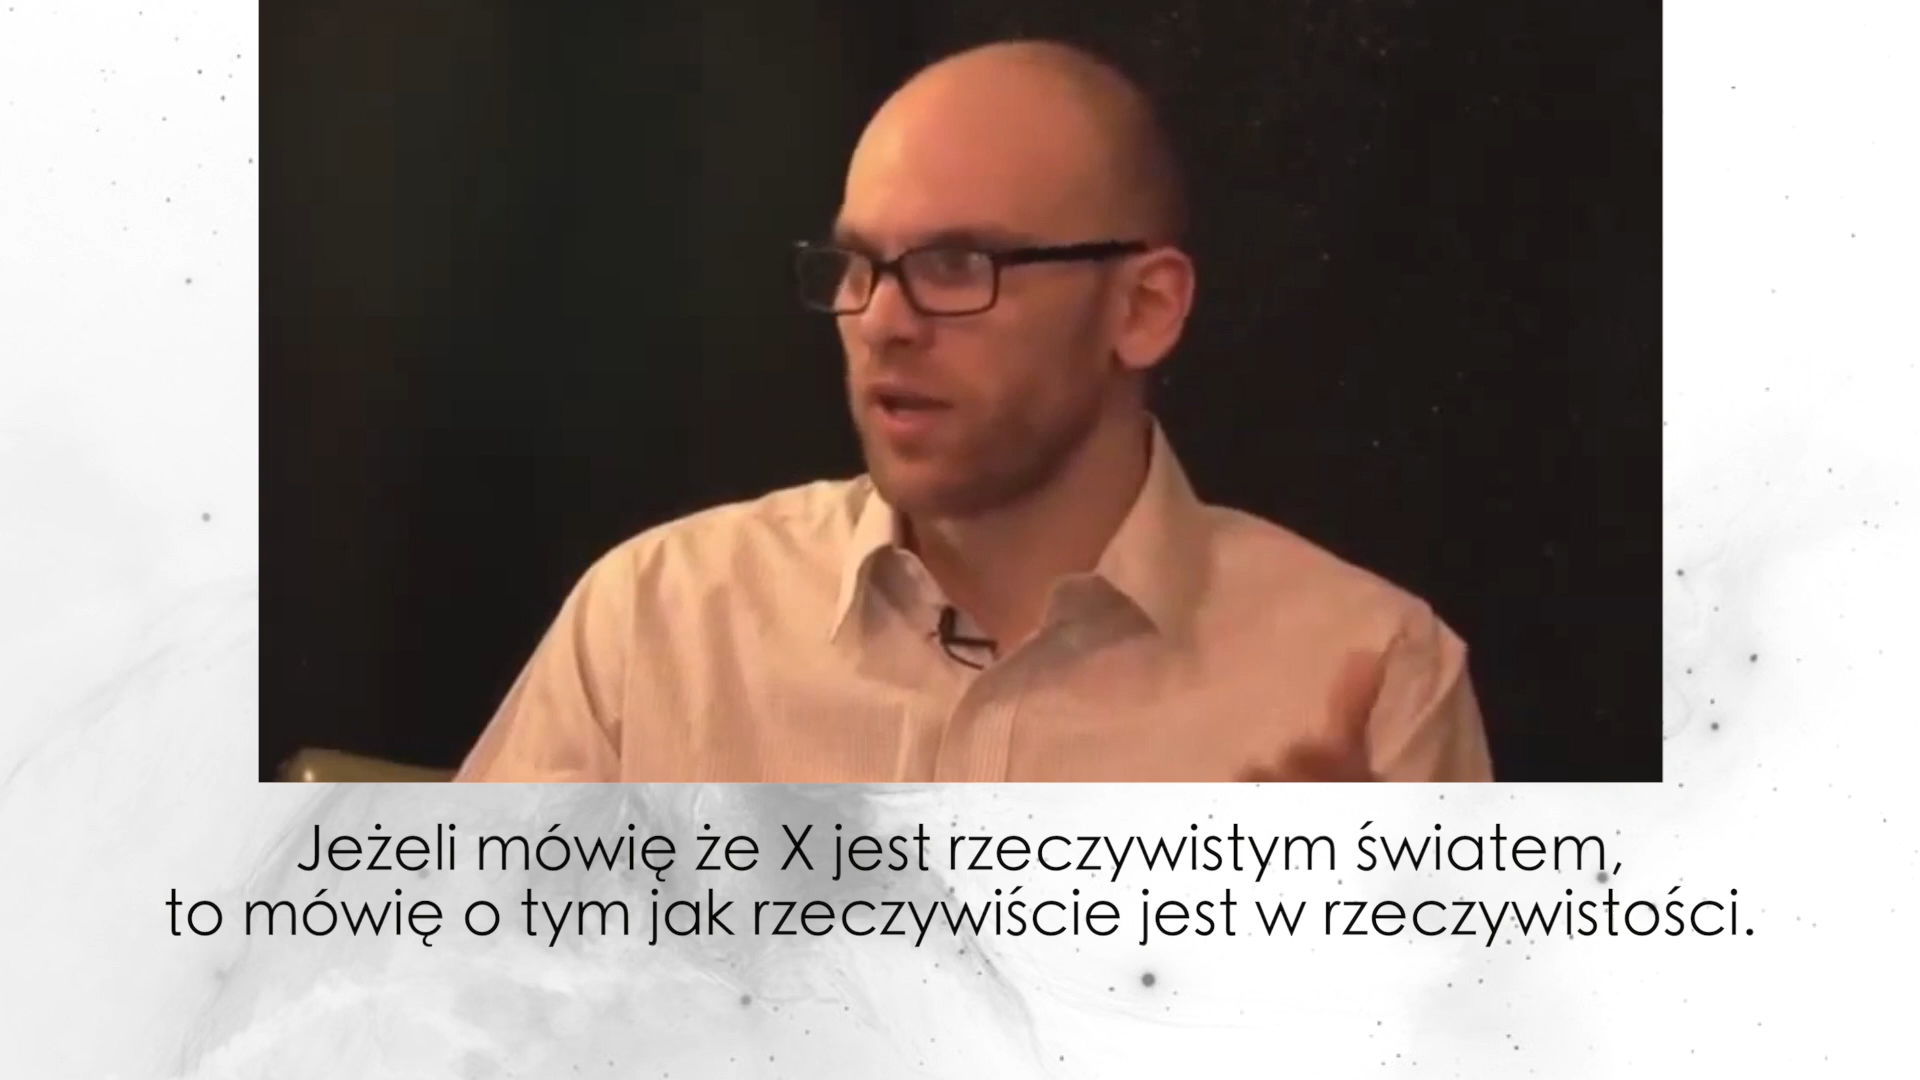 Jeżeli mówię że X jest rzeczywistym światem,
to mówię o tym jak rzeczywiście jest w rzeczywistości.